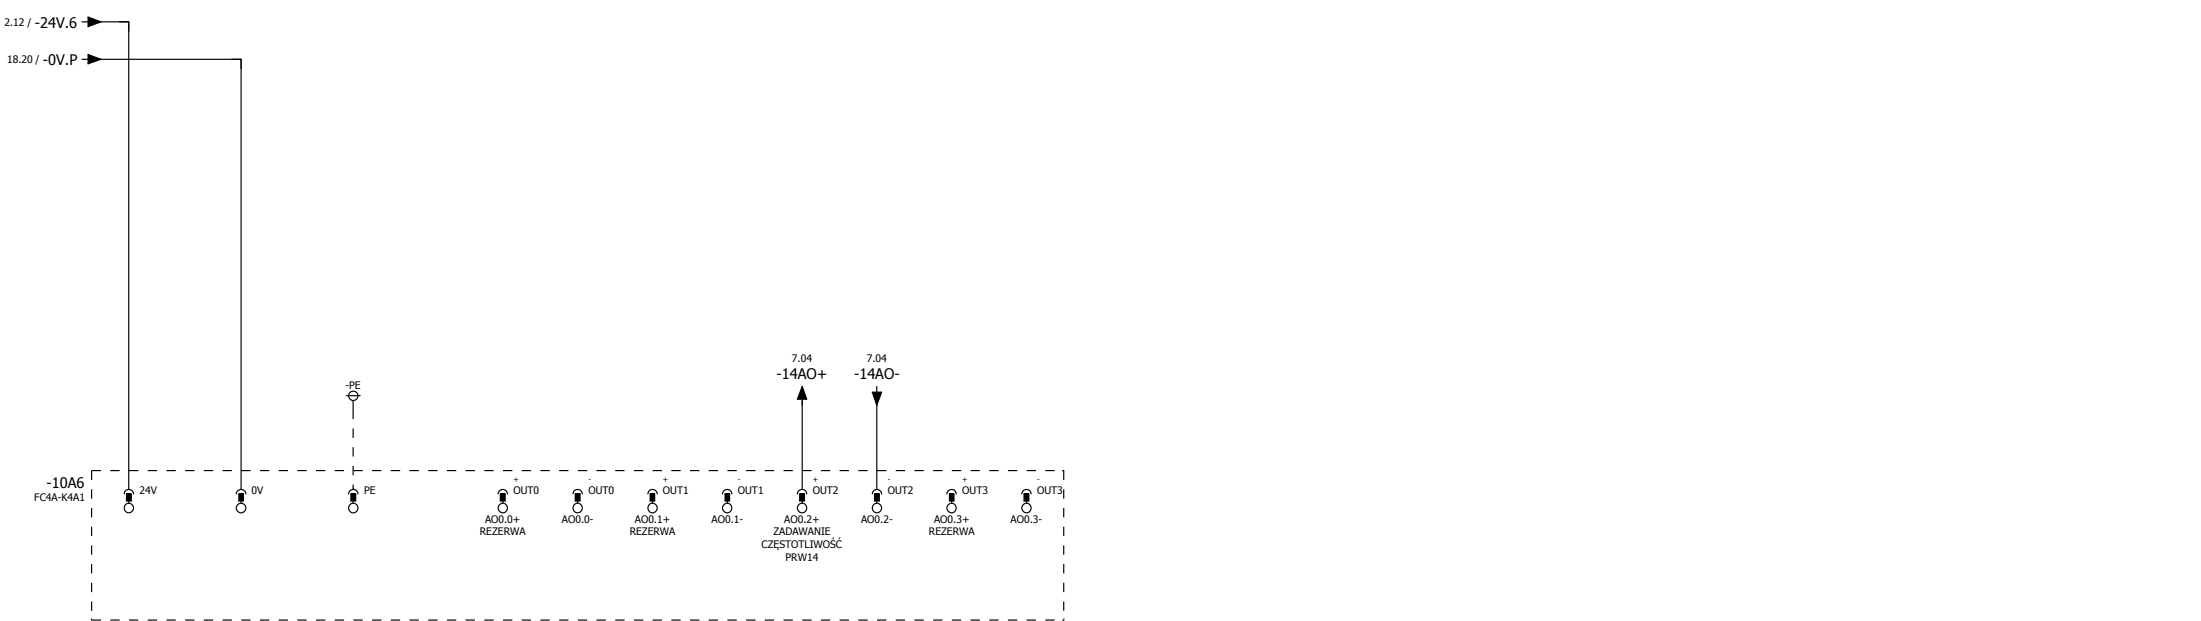 2.12 / -24V.6
18.20 / -0V.P
7.04 7.04
-14AO+ -14AO-
-PE
-10A6
FC4A-K4A1
24V 0V PE
+ - + - + - + -
OUT0 OUT0 OUT1 OUT1 OUT2 OUT2 OUT3 OUT3
AO0.0+ AO0.0- AO0.1+ AO0.1- AO0.2+ AO0.2- AO0.3+ AO0.3-
REZERWA REZERWA ZADAWANIE REZERWA
CZĘSTOTLIWOŚĆ
PRW14